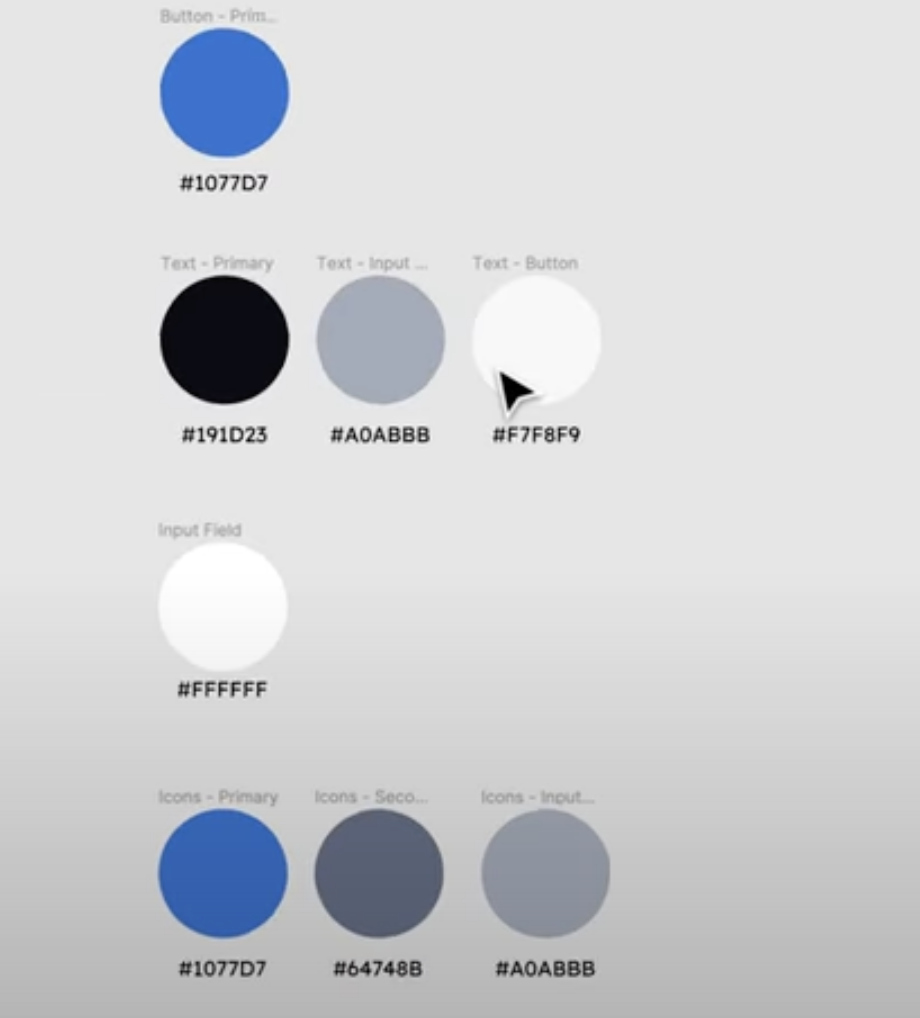 Button - Prim...
#1077D7
Text - Primary
Text - Input ...
Text - Button
#191D23
#A0ABBB
#F7F8F9
Input Field
#FFFFFF
Icons - Primary
Icons - Seco...
Icons - Input...
#1077D7
#64748B
#A0ABBB